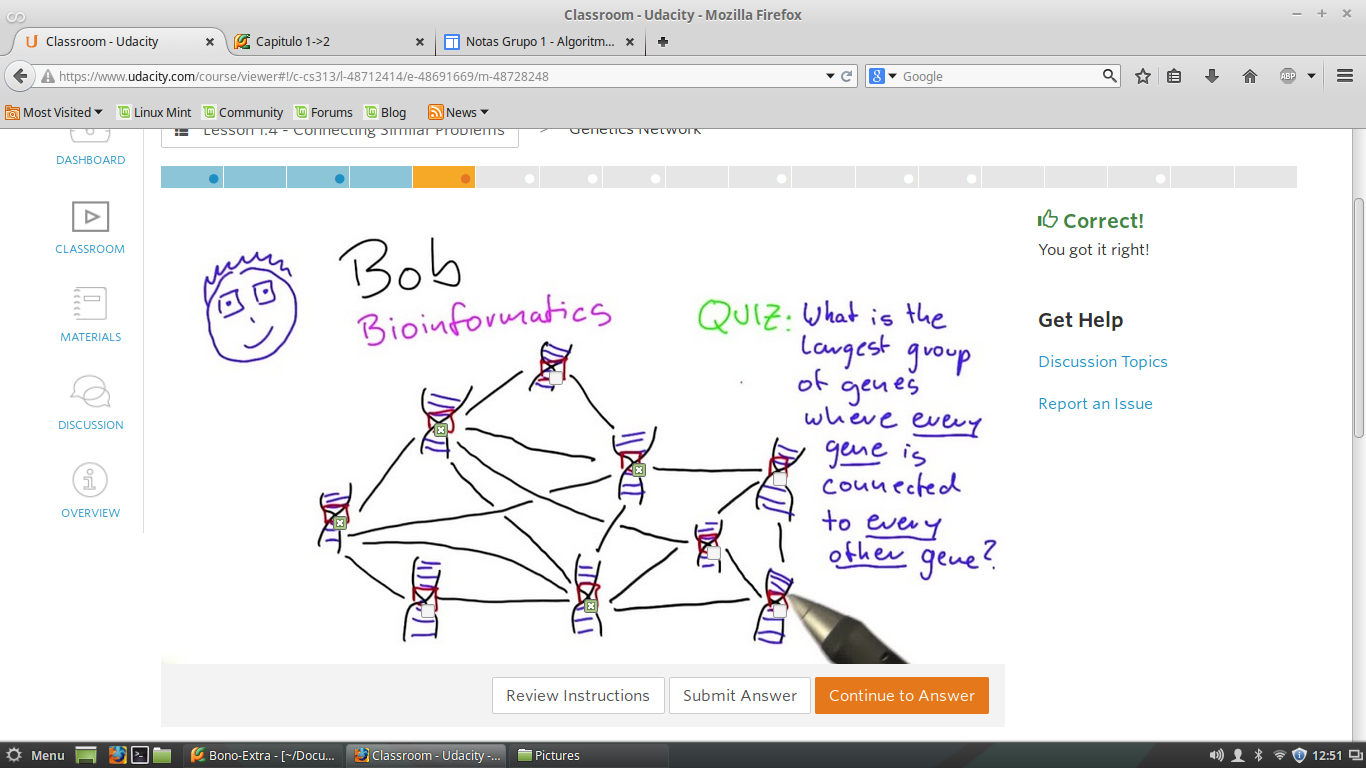 Classroom - Udacity - Mozilla Firefox
Classroom - Udacity
Capitulo 1->2
Notas Grupo 1 - Algoritm...
https://www.udacity.com/course/viewer#!/c-cs313/l-48712414/e-48691669/m-48728248
Google
ABP
Most Visited
Linux Mint
Community
Forums
Blog
News
Lesson 1.4 - Connecting Similar Problems > Genetics Network
DASHBOARD
CLASSROOM
MATERIALS
DISCUSSION
OVERVIEW
Bob
Bioinformatics
QUIZ: What is the
largest group
of genes
where every
gene is
connected
to every
other gene?
Correct!
You got it right!
Get Help
Discussion Topics
Report an Issue
Review Instructions
Submit Answer
Continue to Answer
Menu
Bono-Extra - [~/Docu...
Classroom - Udacity -...
Pictures
12:51